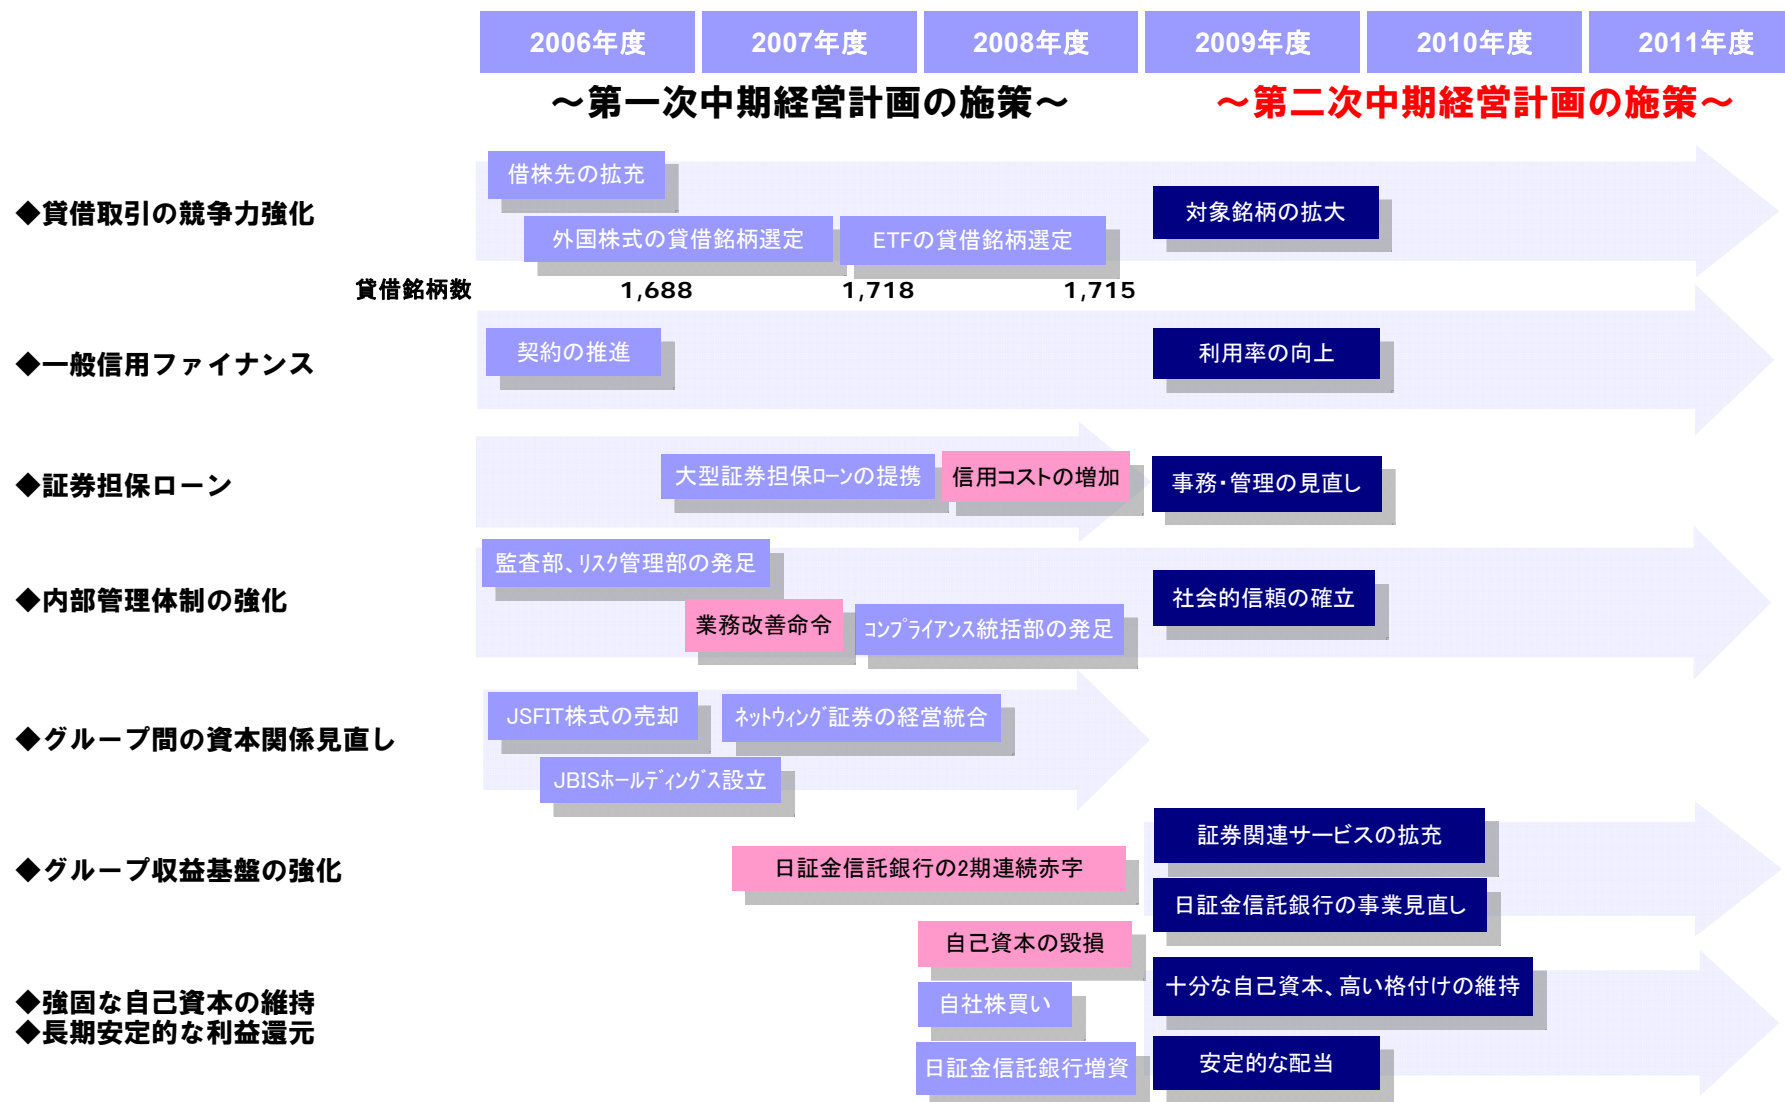 2006年度 2007年度 2008年度 2009年度 2010年度 2011年度
～第一次中期経営計画の施策～ ～第二次中期経営計画の施策～
借株先の拡充
◆貸借取引の競争力強化
対象銘柄の拡大
外国株式の貸借銘柄選定 ETFの貸借銘柄選定
貸借銘柄数 1,688 1,718 1,715
◆一般信用ファイナンス
契約の推進 利用率の向上
◆証券担保ローン
大型証券担保ローンの提携 信用コストの増加 事務・管理の見直し
監査部、リスク管理部の発足
◆内部管理体制の強化
社会的信頼の確立
業務改善命令 コンプライアンス統括部の発足
JSFIT株式の売却 ネットウィング証券の経営統合
◆グループ間の資本関係見直し
JBISホールディングス設立
証券関連サービスの拡充
◆グループ収益基盤の強化
日証金信託銀行の2期連続赤字
日証金信託銀行の事業見直し
自己資本の毀損
十分な自己資本、高い格付けの維持
◆強固な自己資本の維持
自社株買い
◆長期安定的な利益還元
日証金信託銀行増資 安定的な配当